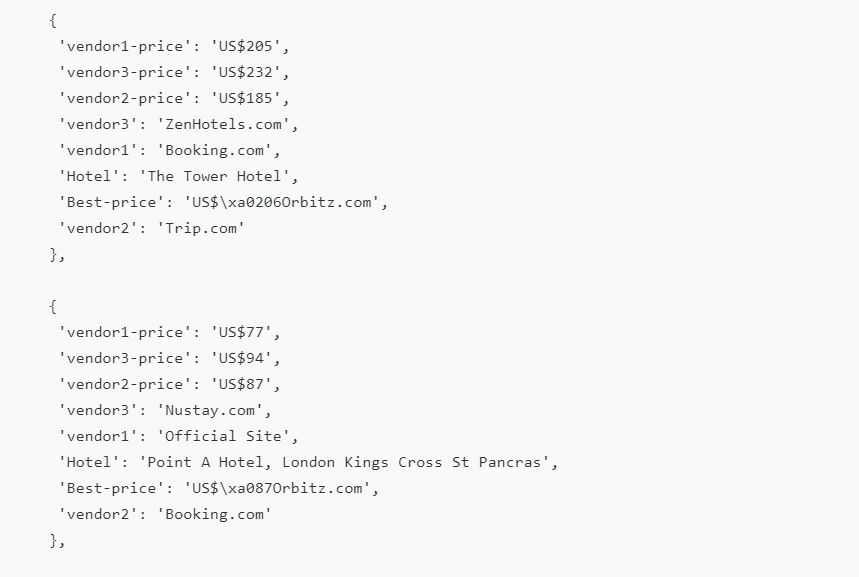 {
'vendor1-price': 'US$205',
'vendor3-price': 'US$232',
'vendor2-price': 'US$185',
'vendor3': 'ZenHotels.com',
'vendor1': 'Booking.com',
'Hotel': 'The Tower Hotel',
'Best-price': 'US$\xa0206Orbitz.com',
'vendor2': 'Trip.com'
},
{
'vendor1-price': 'US$77',
'vendor3-price': 'US$94',
'vendor2-price': 'US$87',
'vendor3': 'Nustay.com',
'vendor1': 'Official Site',
'Hotel': 'Point A Hotel, London Kings Cross St Pancras',
'Best-price': 'US$\xa087Orbitz.com',
'vendor2': 'Booking.com'
},